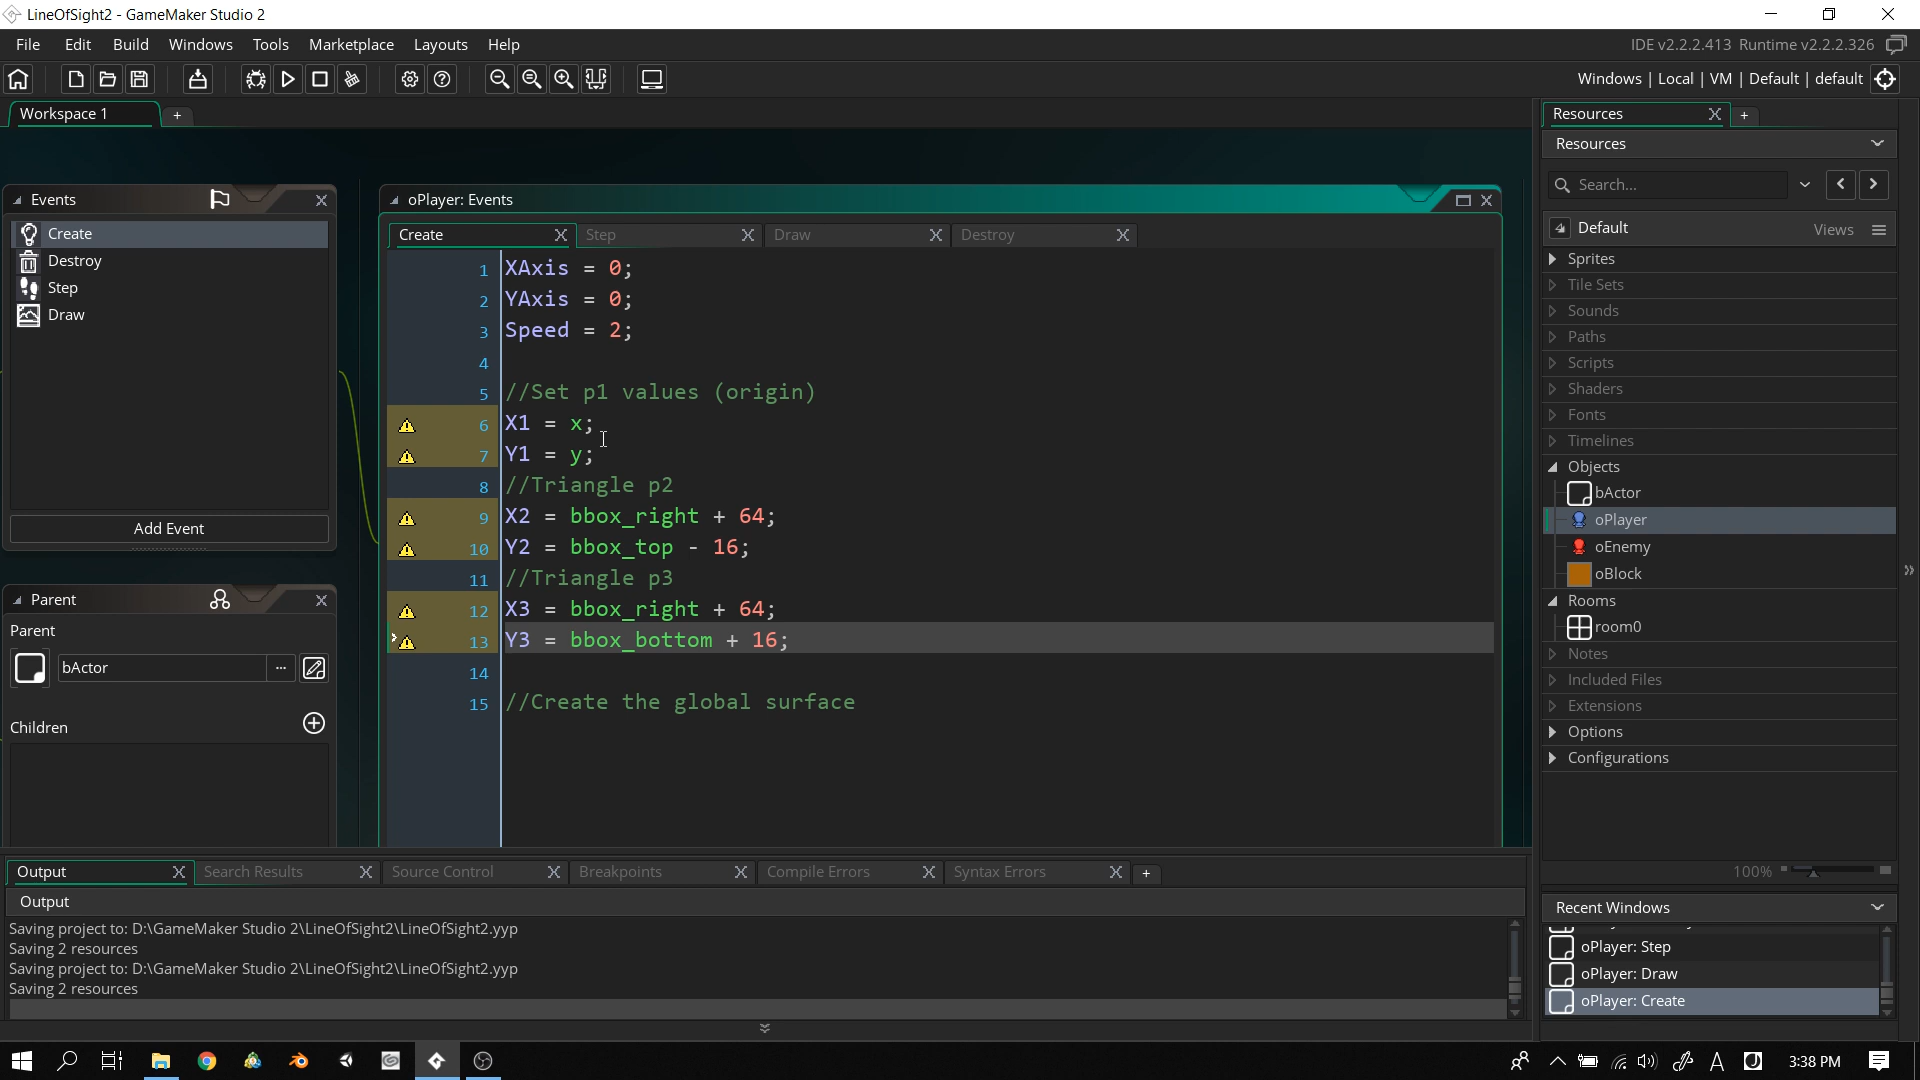 LineOfSight2 - GameMaker Studio 2
File Edit Build Windows Tools Marketplace Layouts Help
IDE v2.2.2.413 Runtime v2.2.2.326
Windows | Local | VM | Default | default
Workspace 1
+
Events
Create
Destroy
Step
Draw
Add Event
Parent
Parent
bActor
...
Children
oPlayer: Events
Create Step Draw Destroy
1 XAxis = 0;
2 YAxis = 0;
3 Speed = 2;
4
5 //Set p1 values (origin)
6 X1 = x;
7 Y1 = y;
8 //Triangle p2
9 X2 = bbox_right + 64;
10 Y2 = bbox_top - 16;
11 //Triangle p3
12 X3 = bbox_right + 64;
13 Y3 = bbox_bottom + 16;
14
15 //Create the global surface
Resources
+
Resources
Search...
Default Views
Sprites
Tile Sets
Sounds
Paths
Scripts
Shaders
Fonts
Timelines
Objects
bActor
oPlayer
oEnemy
oBlock
Rooms
room0
Notes
Included Files
Extensions
Options
Configurations
100%
Recent Windows
oPlayer: Step
oPlayer: Draw
oPlayer: Create
Output Search Results Source Control Breakpoints Compile Errors Syntax Errors +
Output
Saving project to: D:\GameMaker Studio 2\LineOfSight2\LineOfSight2.yyp
Saving 2 resources
Saving project to: D:\GameMaker Studio 2\LineOfSight2\LineOfSight2.yyp
Saving 2 resources
3:38 PM